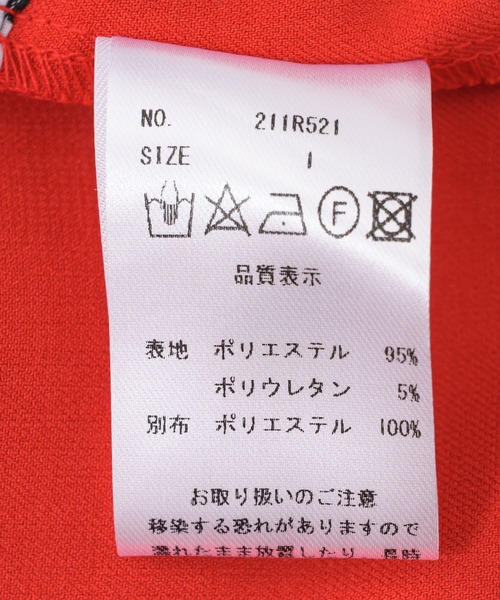 NO. 211R521
SIZE 1
F
品質表示
表地 ポリエステル 95%
ポリウレタン 5%
別布 ポリエステル 100%
お取り扱いのご注意
移染する恐れがありますので
濡れたまま放置したり 長時